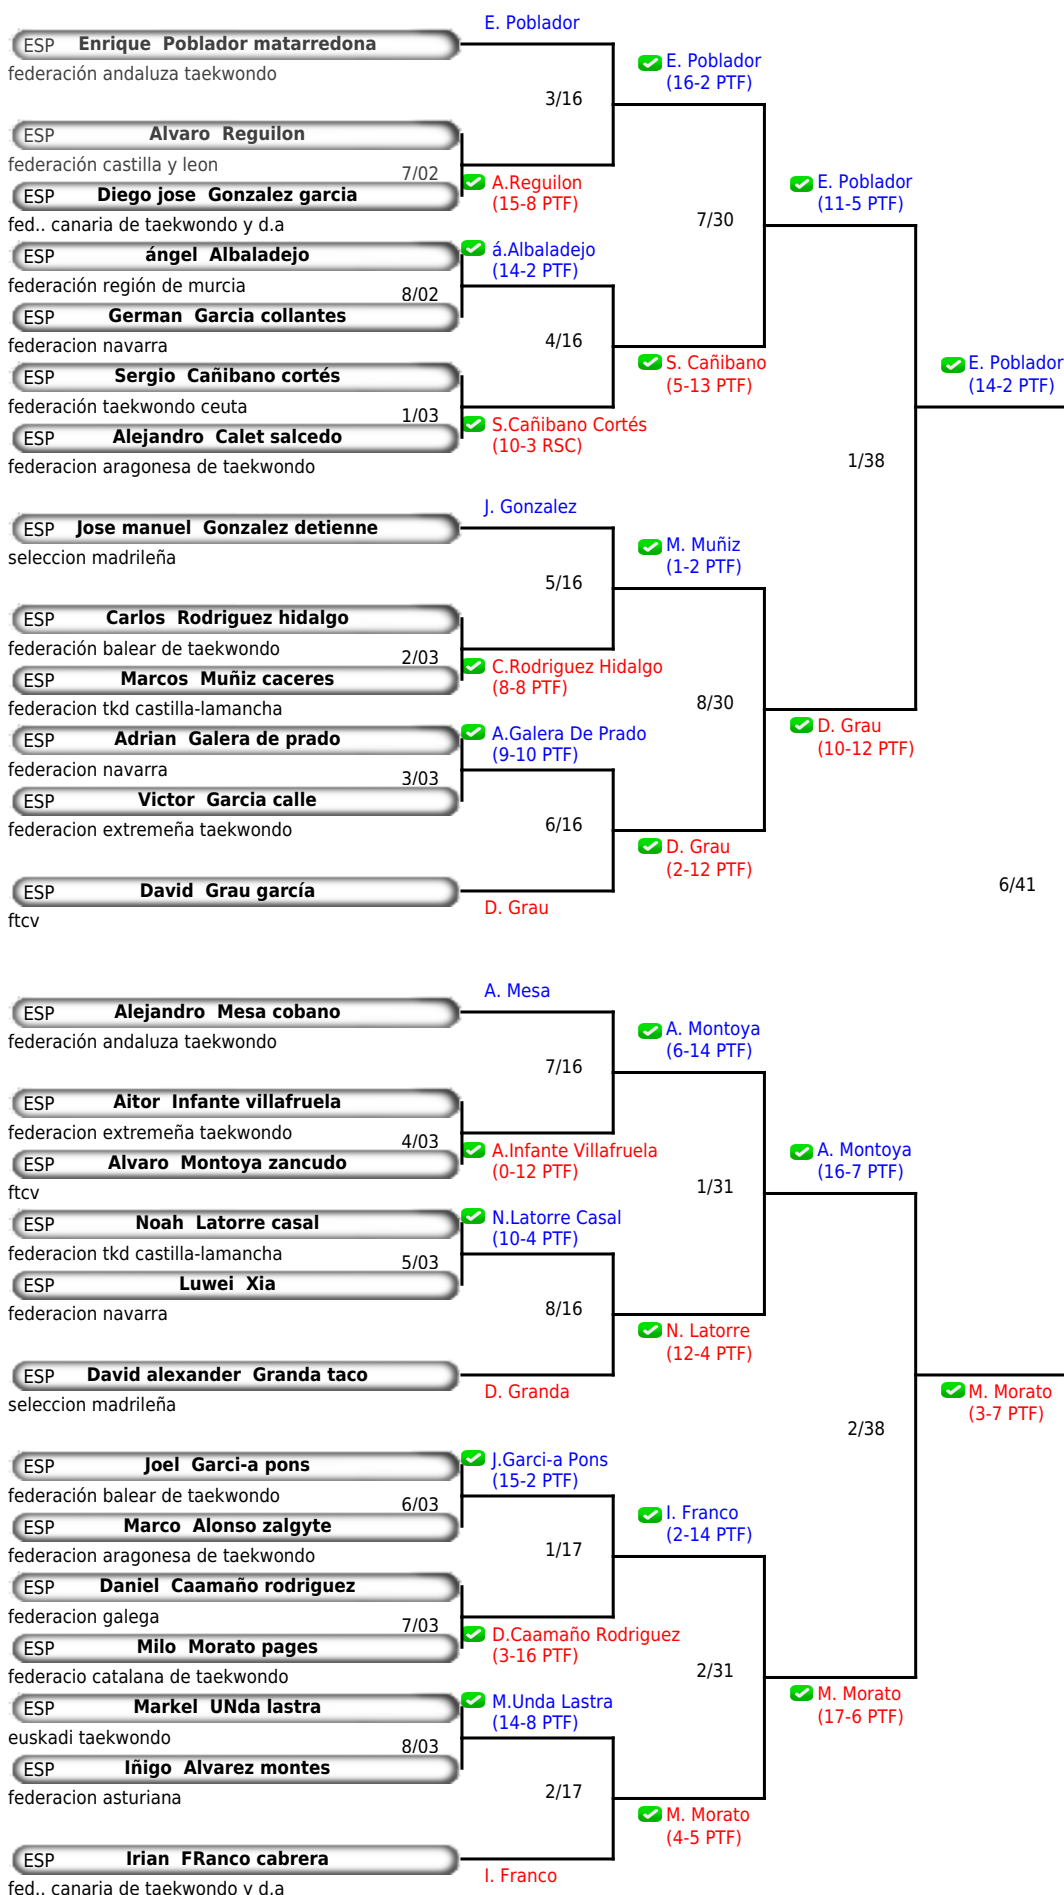 E. Poblador
ESP Enrique Poblador matarredona
federación andaluza taekwondo
E. Poblador
(16-2 PTF)
3/16
ESP Alvaro Reguilon
federación castilla y leon
7/02
A.Reguilon
(15-8 PTF)
ESP Diego jose Gonzalez garcia
fed.. canaria de taekwondo y d.a
E. Poblador
(11-5 PTF)
7/30
ESP ángel Albaladejo
á.Albaladejo
(14-2 PTF)
federación región de murcia
8/02
ESP German Garcia collantes
federacion navarra
4/16
ESP Sergio Cañibano cortés
S. Cañibano
(5-13 PTF)
E. Poblador
(14-2 PTF)
federación taekwondo ceuta
1/03
S.Cañibano Cortés
(10-3 RSC)
ESP Alejandro Calet salcedo
federacion aragonesa de taekwondo
1/38
J. Gonzalez
ESP Jose manuel Gonzalez detienne
seleccion madrileña
M. Muñiz
(1-2 PTF)
5/16
ESP Carlos Rodriguez hidalgo
federación balear de taekwondo
2/03
C.Rodriguez Hidalgo
(8-8 PTF)
ESP Marcos Muñiz caceres
federacion tkd castilla-lamancha
8/30
ESP Adrian Galera de prado
A.Galera De Prado
(9-10 PTF)
D. Grau
(10-12 PTF)
federacion navarra
3/03
ESP Victor Garcia calle
federacion extremeña taekwondo
6/16
D. Grau
(2-12 PTF)
ESP David Grau garcía
ftcv
D. Grau
6/41
A. Mesa
ESP Alejandro Mesa cobano
federación andaluza taekwondo
A. Montoya
(6-14 PTF)
7/16
ESP Aitor Infante villafruela
federacion extremeña taekwondo
4/03
A.Infante Villafruela
(0-12 PTF)
ESP Alvaro Montoya zancudo
ftcv
A. Montoya
(16-7 PTF)
1/31
ESP Noah Latorre casal
N.Latorre Casal
(10-4 PTF)
federacion tkd castilla-lamancha
5/03
ESP Luwei Xia
federacion navarra
8/16
N. Latorre
(12-4 PTF)
ESP David alexander Granda taco
seleccion madrileña
D. Granda
M. Morato
(3-7 PTF)
2/38
ESP Joel Garci-a pons
J.Garci-a Pons
(15-2 PTF)
federación balear de taekwondo
6/03
ESP Marco Alonso zalgyte
federacion aragonesa de taekwondo
I. Franco
(2-14 PTF)
1/17
ESP Daniel Caamaño rodriguez
federacion galega
7/03
D.Caamaño Rodriguez
(3-16 PTF)
ESP Milo Morato pages
federacio catalana de taekwondo
2/31
ESP Markel UNda lastra
M.Unda Lastra
(14-8 PTF)
M. Morato
(17-6 PTF)
euskadi taekwondo
8/03
ESP Iñigo Alvarez montes
federacion asturiana
2/17
M. Morato
(4-5 PTF)
ESP Irian FRanco cabrera
I. Franco
fed.. canaria de taekwondo y d.a